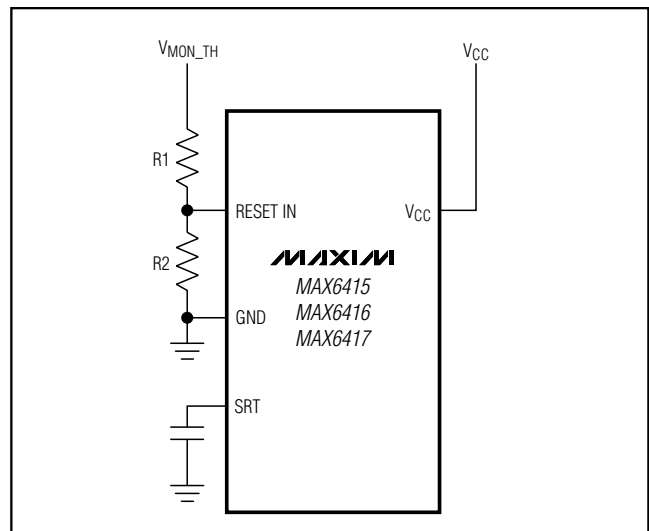 VMON_TH
VCC
R1
RESET IN
VCC
R2
MAXIM
MAX6415
MAX6416
MAX6417
GND
SRT